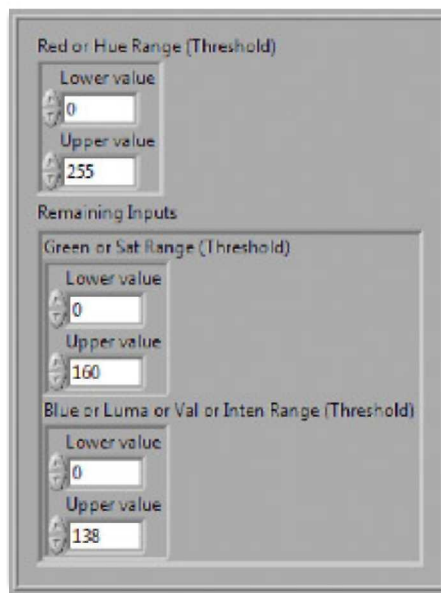 Red or Hue Range (Threshold)
Lower value
0
Upper value
255
Remaining Inputs
Green or Sat Range (Threshold)
Lower value
0
Upper value
160
Blue or Luma or Val or Inten Range (Threshold)
Lower value
0
Upper value
138